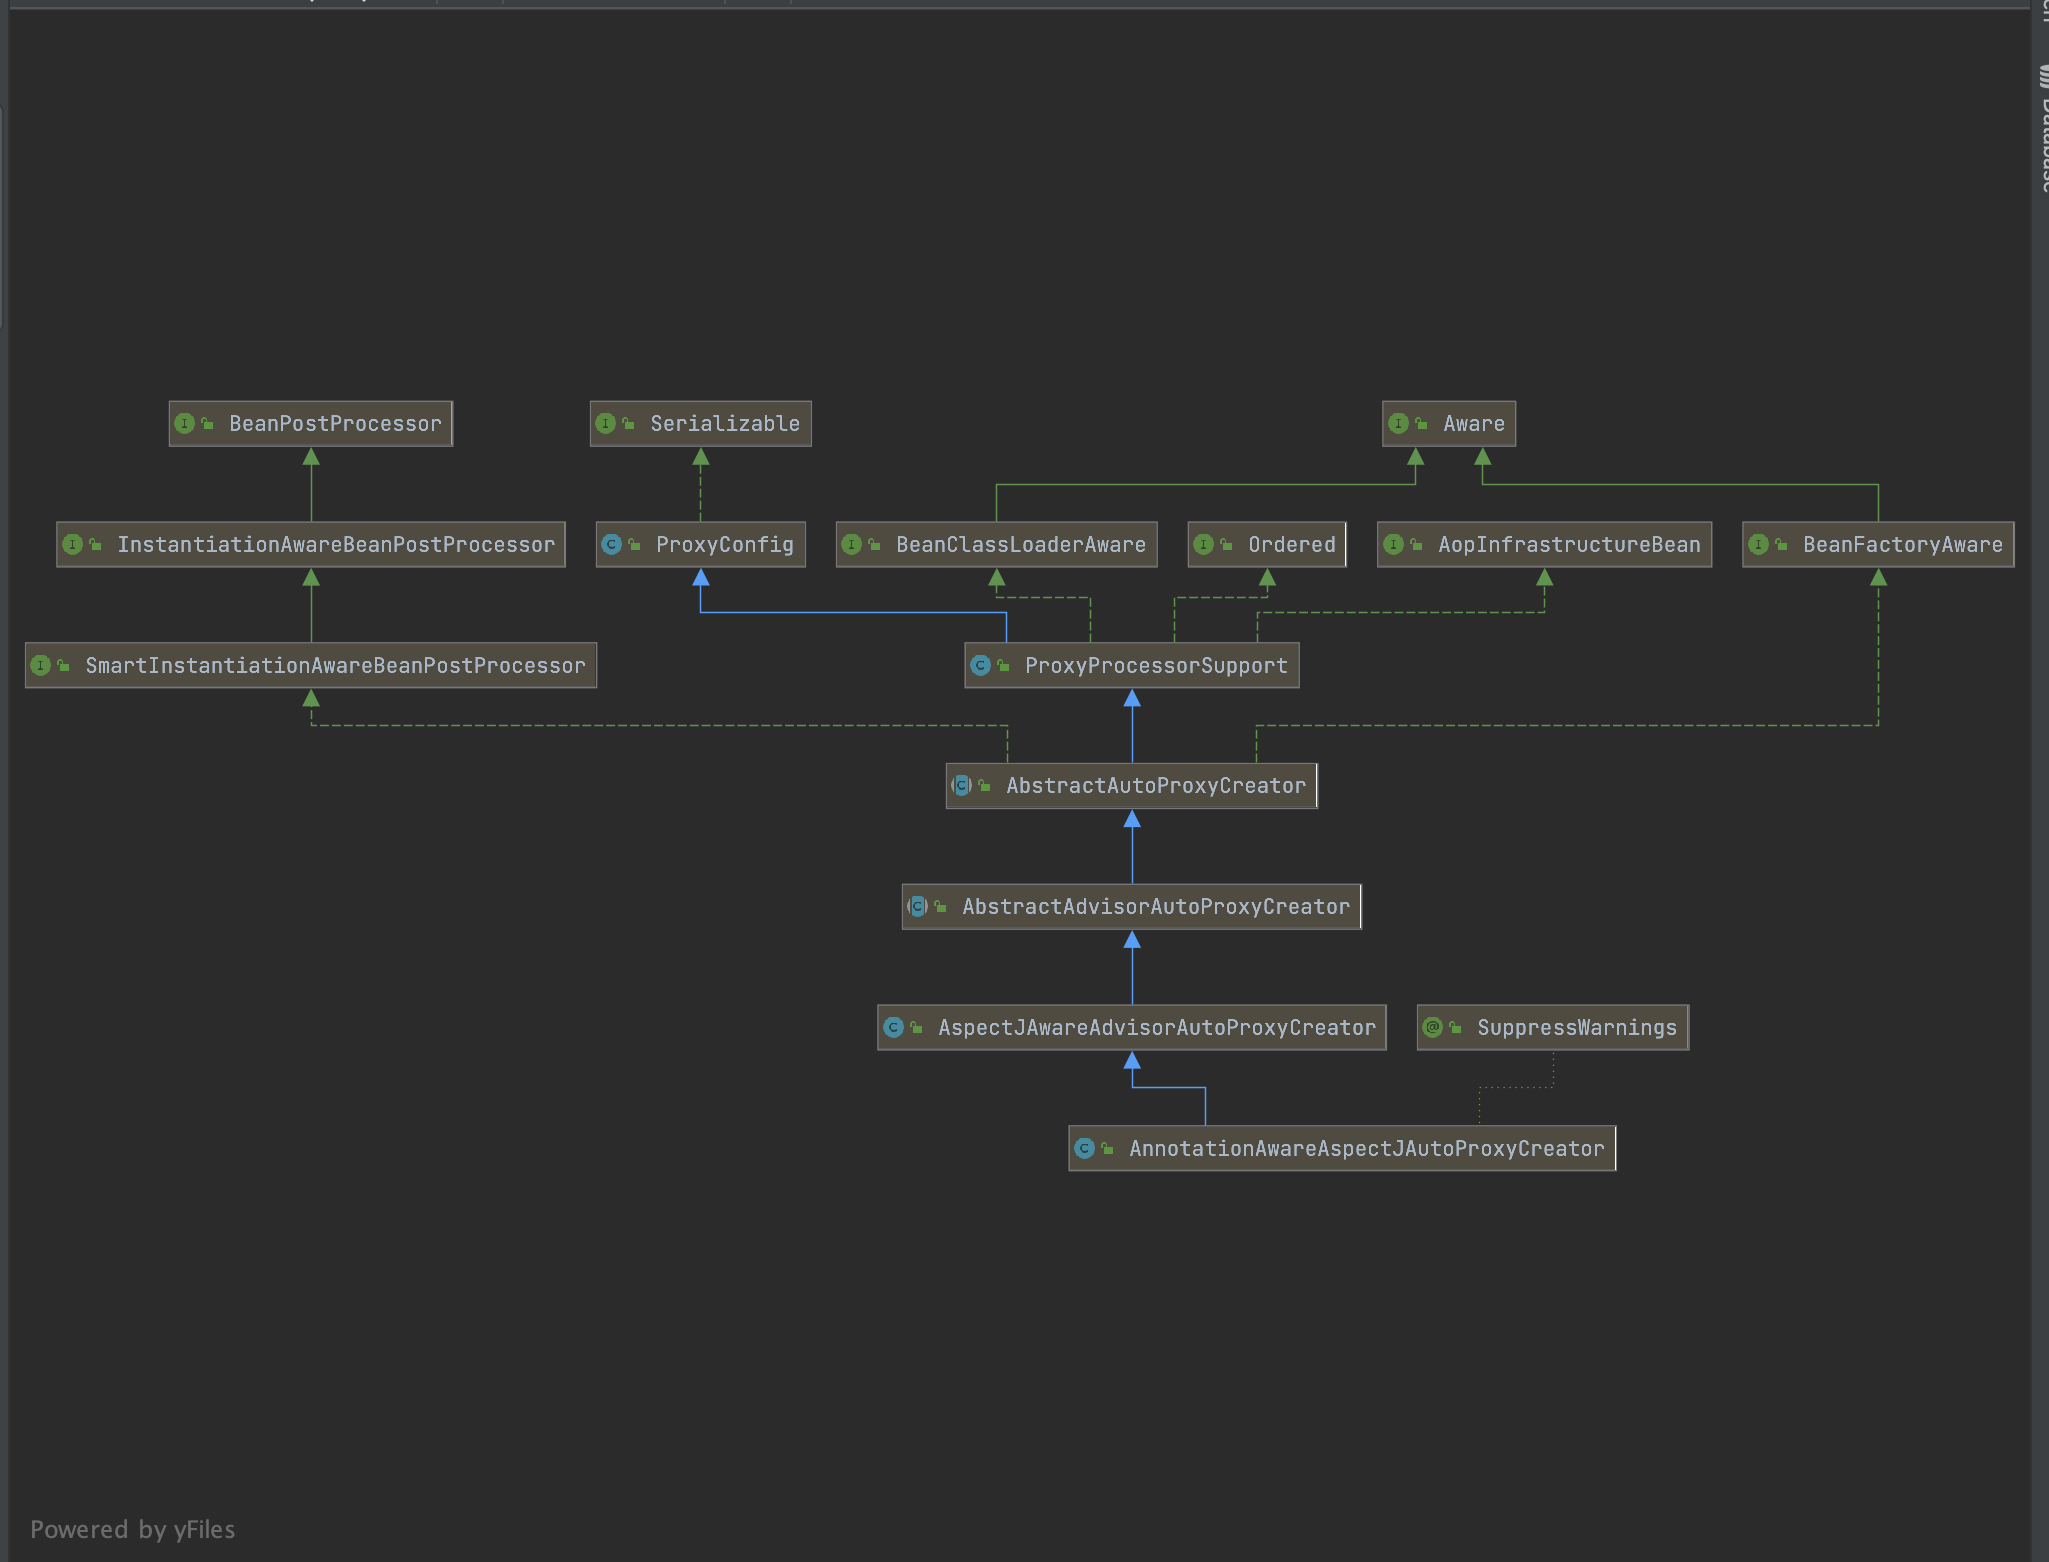 Database
BeanPostProcessor
Serializable
Aware
InstantiationAwareBeanPostProcessor
ProxyConfig
BeanClassLoaderAware
Ordered
AopInfrastructureBean
BeanFactoryAware
SmartInstantiationAwareBeanPostProcessor
ProxyProcessorSupport
AbstractAutoProxyCreator
AbstractAdvisorAutoProxyCreator
AspectJAwareAdvisorAutoProxyCreator
SuppressWarnings
AnnotationAwareAspectJAutoProxyCreator
Powered by yFiles